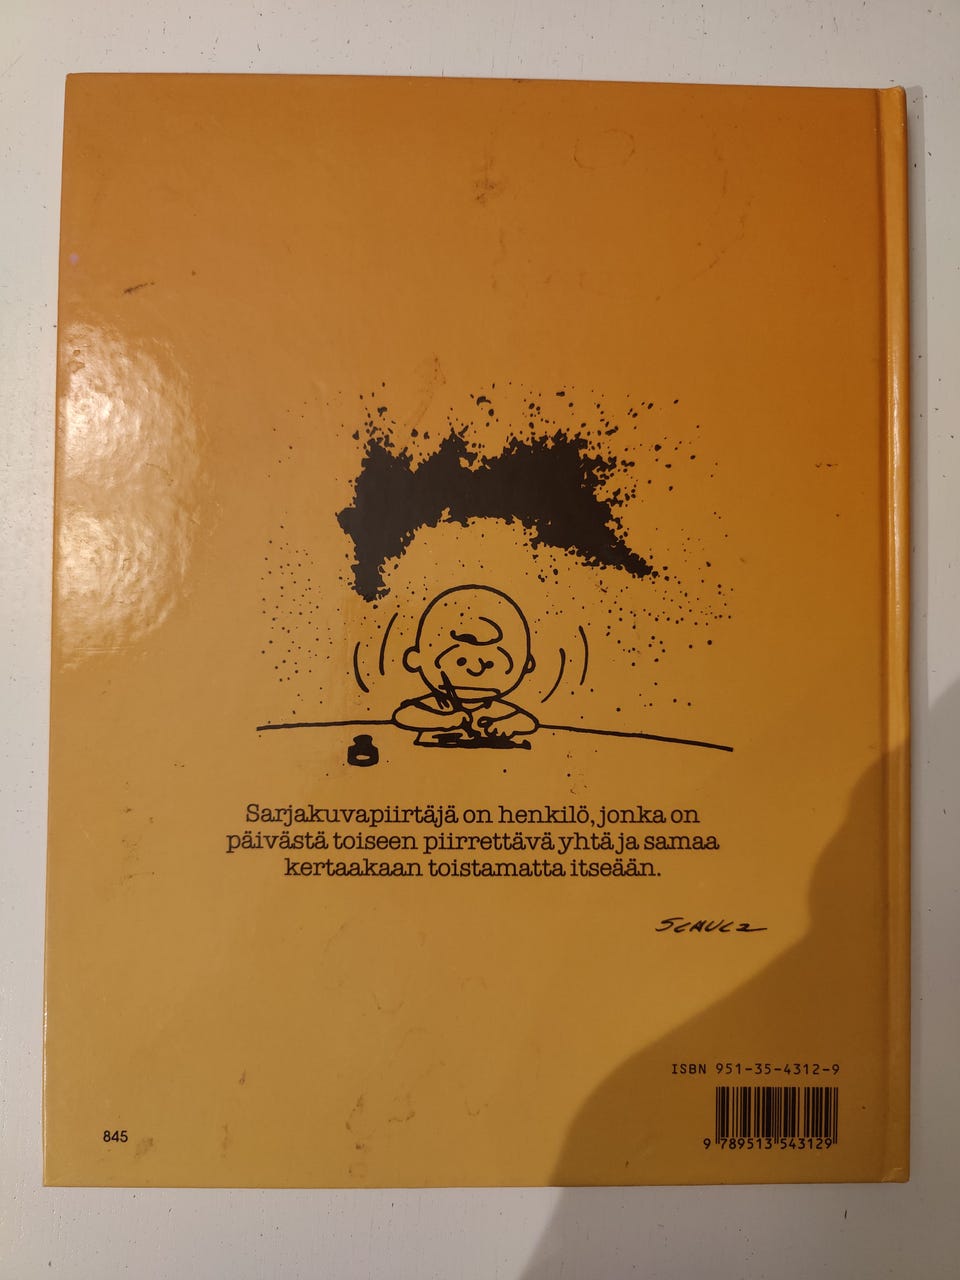 Sarjakuvapiirtäjä on henkilö, jonka on
päivästä toiseen piirrettävä yhtä ja samaa
kertaakaan toistamatta itseään.
SCHULZ
ISBN 951-35-4312-9
9 789513 543129
845